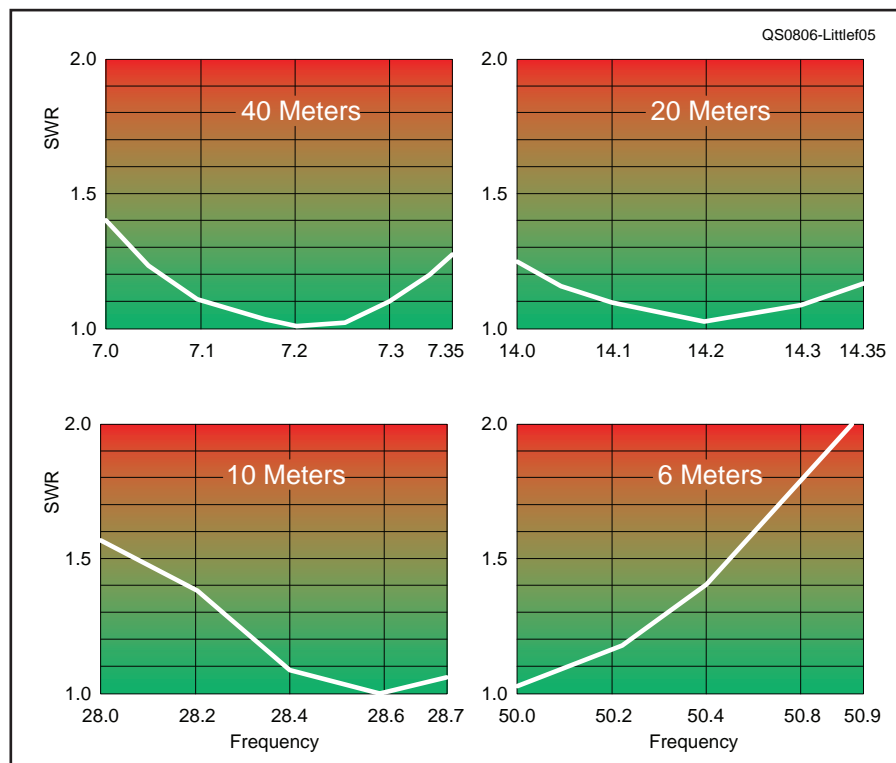 QS0806-Littlef05
2.0
1.5
1.0
SWR
40 Meters
7.0 7.1 7.2 7.3 7.35
2.0
1.5
1.0
20 Meters
14.0 14.1 14.2 14.3 14.35
2.0
1.5
1.0
SWR
10 Meters
28.0 28.2 28.4 28.6 28.7
Frequency
2.0
1.5
1.0
6 Meters
50.0 50.2 50.4 50.8 50.9
Frequency